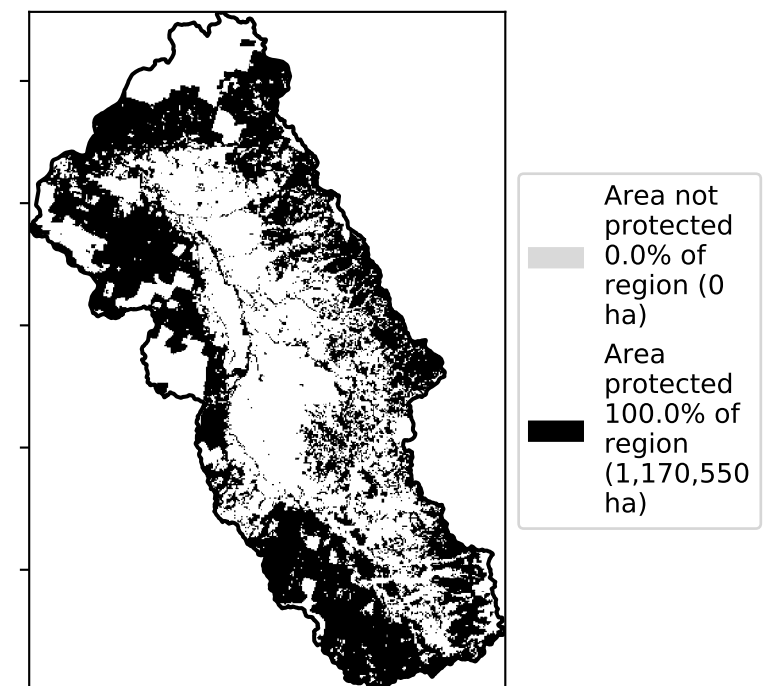 Area not
protected
0.0% of
region (0
ha)
Area
protected
100.0% of
region
(1,170,550
ha)